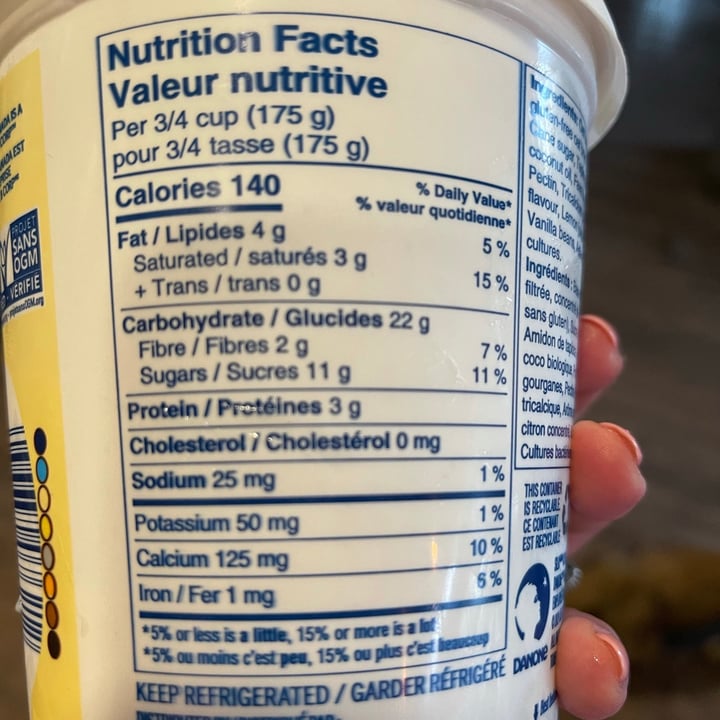 Nutrition Facts
Valeur nutritive
Per 3/4 cup (175 g)
pour 3/4 tasse (175 g)
Calories 140
% Daily Value*
% valeur quotidienne*
Fat / Lipides 4 g 5 %
Saturated / saturés 3 g
+ Trans / trans 0 g 15 %
Carbohydrate / Glucides 22 g
Fibre / Fibres 2 g 7 %
Sugars / Sucres 11 g 11 %
Protein / Protéines 3 g
Cholesterol / Cholestérol 0 mg
Sodium 25 mg 1 %
Potassium 50 mg 1 %
Calcium 125 mg 10 %
Iron / Fer 1 mg 6 %
*5% or less is a little, 15% or more is a lot
*5% ou moins c'est peu, 15% ou plus c'est beaucoup
KEEP REFRIGERATED / GARDER RÉFRIGÉRÉ
PROJET
SANS
OGM
VÉRIFIÉ
Ingredients:
gluten-free
Cane sugar,
coconut oil,
Pectin,
flavour,
Vanilla bean,
cultures.
Ingrédients :
filtrée,
sans gluten),
Amidon de
coco biologique,
gourganes,
tricalcique,
citron concentré,
Cultures
THIS CONTAINER
IS RECYCLABLE
CE CONTENANT
EST RECYCLABLE
DANONE